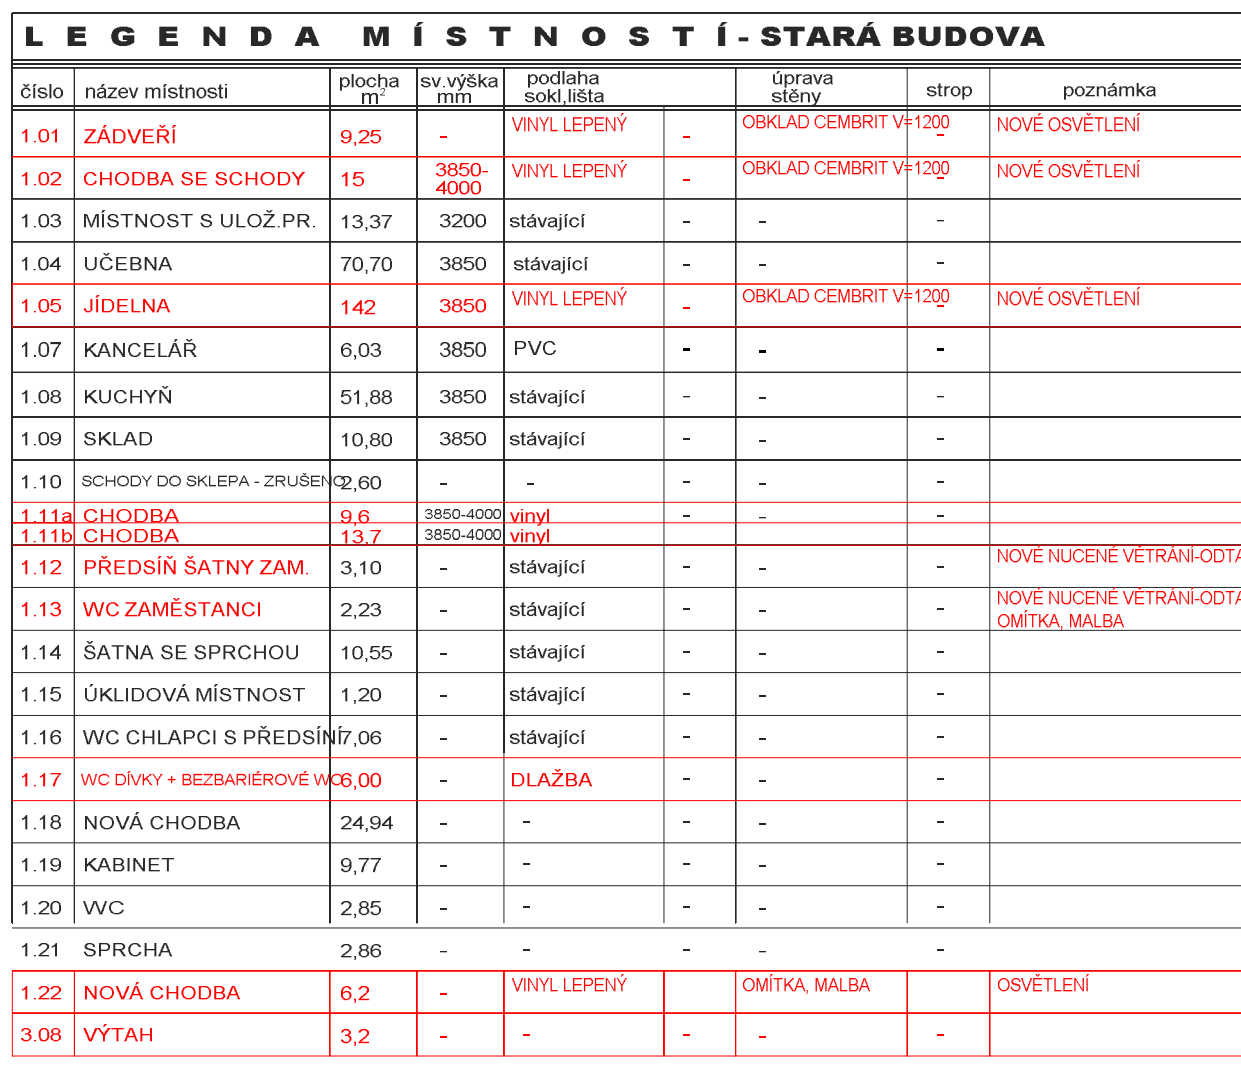 L E G E N D A M Í S T N O S T Í - STARÁ BUDOVA
číslo název místnosti plocha m² sv.výška mm podlaha sokl,lišta úprava stěny strop poznámka
1.01 ZÁDVEŘÍ 9,25 - VINYL LEPENÝ - OBKLAD CEMBRIT V=1200 - NOVÉ OSVĚTLENÍ
1.02 CHODBA SE SCHODY 15 3850-4000 VINYL LEPENÝ - OBKLAD CEMBRIT V=1200 - NOVÉ OSVĚTLENÍ
1.03 MÍSTNOST S ULOŽ.PR. 13,37 3200 stávající - - -
1.04 UČEBNA 70,70 3850 stávající - - -
1.05 JÍDELNA 142 3850 VINYL LEPENÝ - OBKLAD CEMBRIT V=1200 - NOVÉ OSVĚTLENÍ
1.07 KANCELÁŘ 6,03 3850 PVC - - -
1.08 KUCHYŇ 51,88 3850 stávající - - -
1.09 SKLAD 10,80 3850 stávající - - -
1.10 SCHODY DO SKLEPA - ZRUŠENO 2,60 - - - - -
1.11a CHODBA 9,6 3850-4000 vinyl - - -
1.11b CHODBA 13,7 3850-4000 vinyl
1.12 PŘEDSÍŇ ŠATNY ZAM. 3,10 - stávající - - - NOVÉ NUCENÉ VĚTRÁNÍ-ODTA
1.13 WC ZAMĚSTANCI 2,23 - stávající - - - NOVÉ NUCENÉ VĚTRÁNÍ-ODTA
OMÍTKA, MALBA
1.14 ŠATNA SE SPRCHOU 10,55 - stávající - - -
1.15 ÚKLIDOVÁ MÍSTNOST 1,20 - stávající - - -
1.16 WC CHLAPCI S PŘEDSÍNÍ 7,06 - stávající - - -
1.17 WC DÍVKY + BEZBARIÉROVÉ WC 6,00 - DLAŽBA - - -
1.18 NOVÁ CHODBA 24,94 - - - - -
1.19 KABINET 9,77 - - - - -
1.20 WC 2,85 - - - - -
1.21 SPRCHA 2,86 - - - - -
1.22 NOVÁ CHODBA 6,2 - VINYL LEPENÝ OMÍTKA, MALBA OSVĚTLENÍ
3.08 VÝTAH 3,2 - - - - -